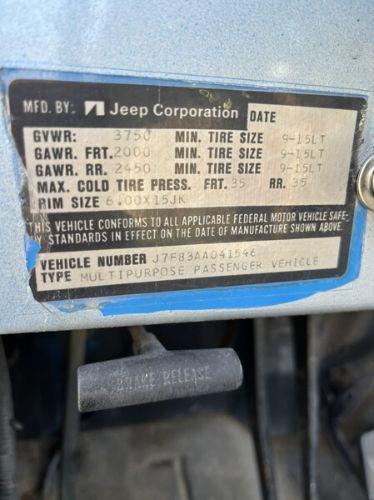 MFD. BY: Jeep Corporation DATE
GVWR: 3750 MIN. TIRE SIZE 9-15LT
GAWR. FRT. 2000 MIN. TIRE SIZE 9-15LT
GAWR. RR. 2450 MIN. TIRE SIZE 9-15LT
MAX. COLD TIRE PRESS. FRT. 35 RR. 35
RIM SIZE 6.00X15JK
THIS VEHICLE CONFORMS TO ALL APPLICABLE FEDERAL MOTOR VEHICLE SAFE-
TY STANDARDS IN EFFECT ON THE DATE OF MANUFACTURE SHOWN ABOVE.
VEHICLE NUMBER J7F83AA041546
TYPE MULTIPURPOSE PASSENGER VEHICLE
BRAKE RELEASE